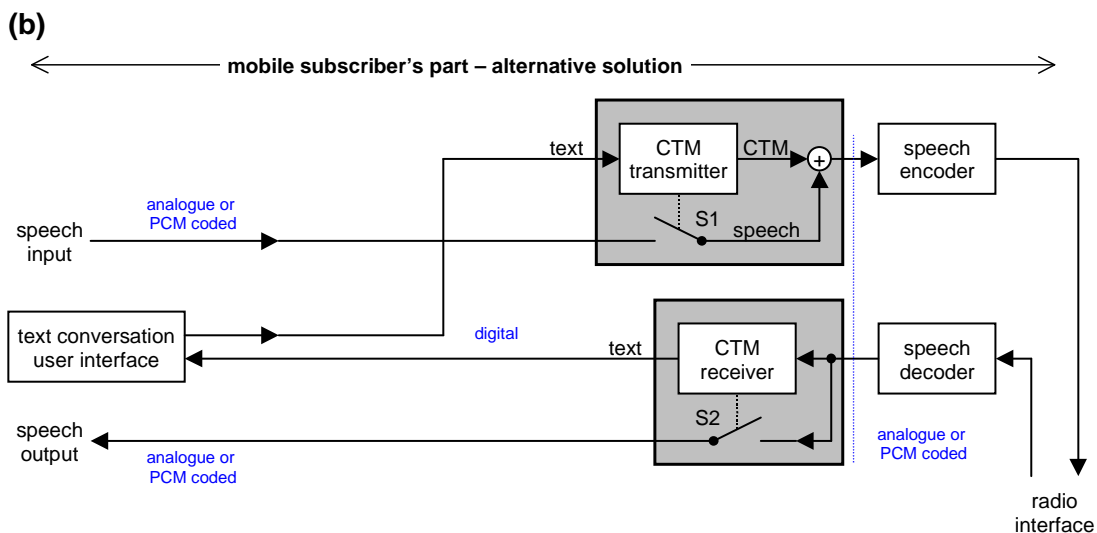 (b)
mobile subscriber's part – alternative solution
text
CTM
transmitter
CTM
+
speech
encoder
analogue or
PCM coded
S1
speech
speech
input
text conversation
user interface
digital
text
CTM
receiver
speech
decoder
S2
speech
output
analogue or
PCM coded
analogue or
PCM coded
radio
interface